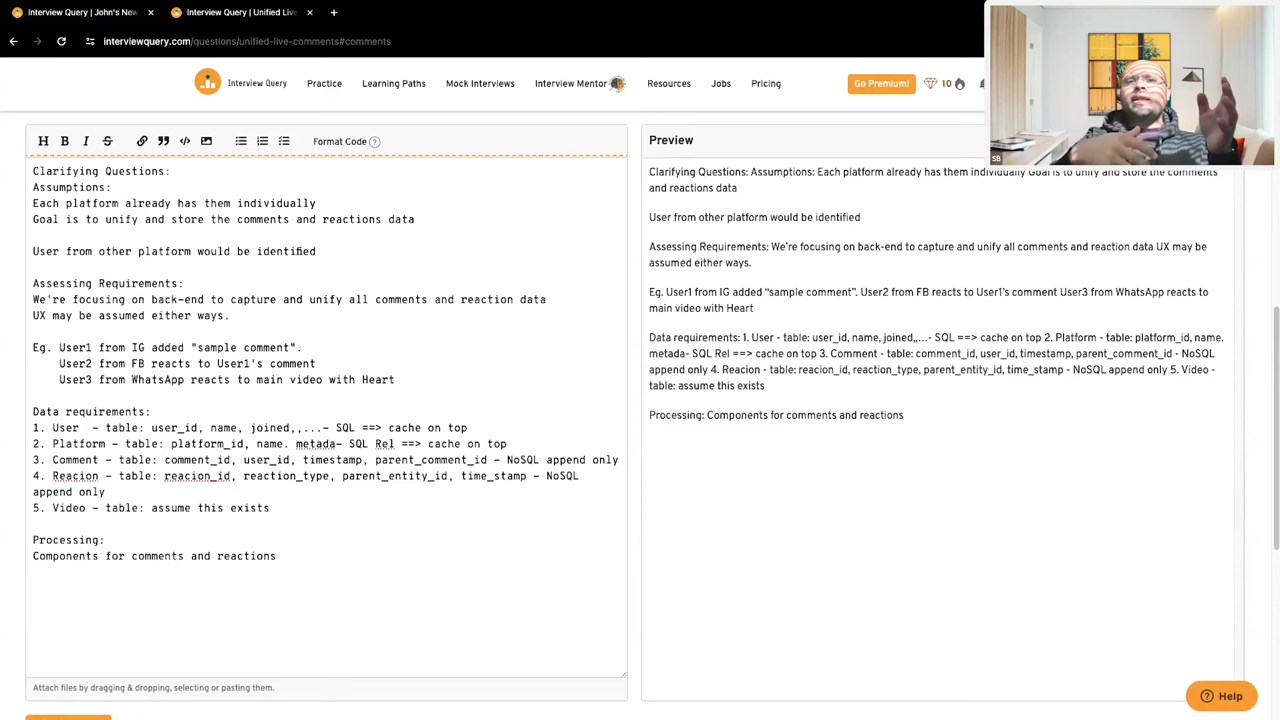 Interview Query | John's New
Interview Query | Unified Live
interviewquery.com/questions/unified-live-comments#comments
Interview Query
Practice
Learning Paths
Mock Interviews
Interview Mentor
Resources
Jobs
Pricing
Go Premium!
10
H B I S
Format Code
Preview
Clarifying Questions:
Assumptions:
Each platform already has them individually
Goal is to unify and store the comments and reactions data
User from other platform would be identified
Assessing Requirements:
We're focusing on back-end to capture and unify all comments and reaction data
UX may be assumed either ways.
Eg. User1 from IG added "sample comment".
User2 from FB reacts to User1's comment
User3 from WhatsApp reacts to main video with Heart
Data requirements:
1. User - table: user_id, name, joined,,...- SQL ==> cache on top
2. Platform - table: platform_id, name. metada- SQL Rel ==> cache on top
3. Comment - table: comment_id, user_id, timestamp, parent_comment_id - NoSQL append only
4. Reacion - table: reacion_id, reaction_type, parent_entity_id, time_stamp - NoSQL
append only
5. Video - table: assume this exists
Processing:
Components for comments and reactions
Attach files by dragging & dropping, selecting or pasting them.
Clarifying Questions: Assumptions: Each platform already has them individually Goal is to unify and store the comments
and reactions data
User from other platform would be identified
Assessing Requirements: We're focusing on back-end to capture and unify all comments and reaction data UX may be
assumed either ways.
Eg. User1 from IG added “sample comment”. User2 from FB reacts to User1’s comment User3 from WhatsApp reacts to
main video with Heart
Data requirements: 1. User - table: user_id, name, joined,,…- SQL ==> cache on top 2. Platform - table: platform_id, name.
metada- SQL Rel ==> cache on top 3. Comment - table: comment_id, user_id, timestamp, parent_comment_id - NoSQL
append only 4. Reacion - table: reacion_id, reaction_type, parent_entity_id, time_stamp - NoSQL append only 5. Video -
table: assume this exists
Processing: Components for comments and reactions
SB
Help